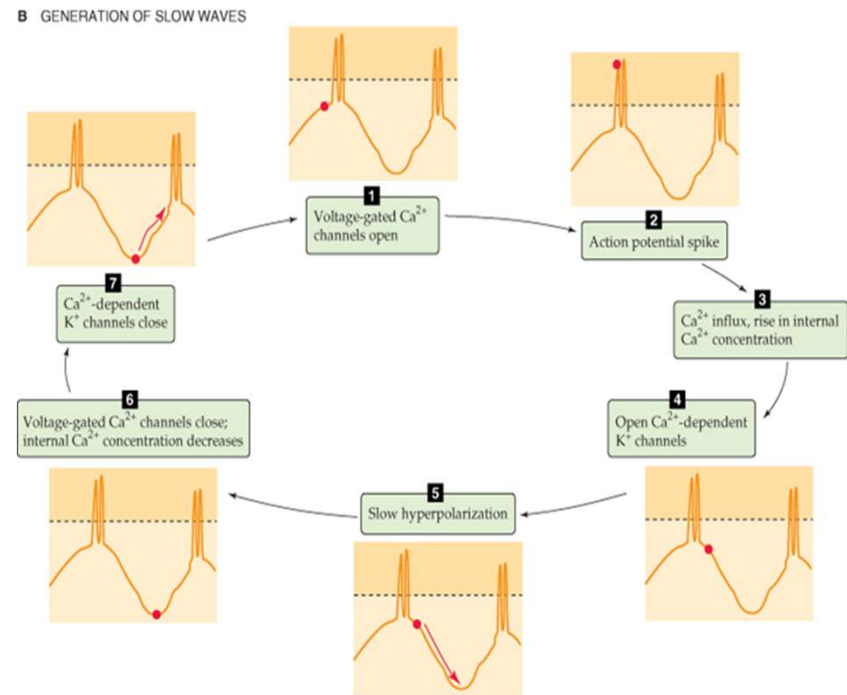 B GENERATION OF SLOW WAVES
1
Voltage-gated Ca²⁺
channels open
2
Action potential spike
3
Ca²⁺ influx, rise in internal
Ca²⁺ concentration
4
Open Ca²⁺-dependent
K⁺ channels
5
Slow hyperpolarization
6
Voltage-gated Ca²⁺ channels close;
internal Ca²⁺ concentration decreases
7
Ca²⁺-dependent
K⁺ channels close